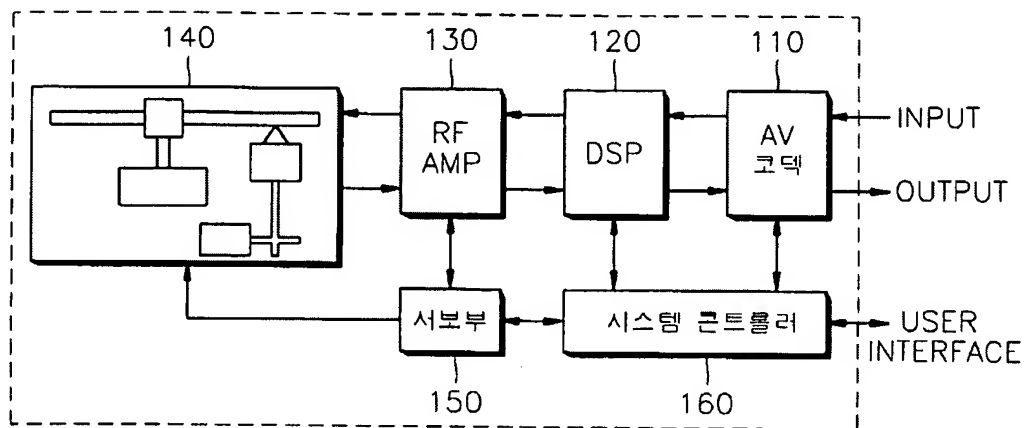 140
130
120
110
RF
AMP
DSP
AV
코덱
INPUT
OUTPUT
서보부
시스템 콘트롤러
USER
INTERFACE
150
160